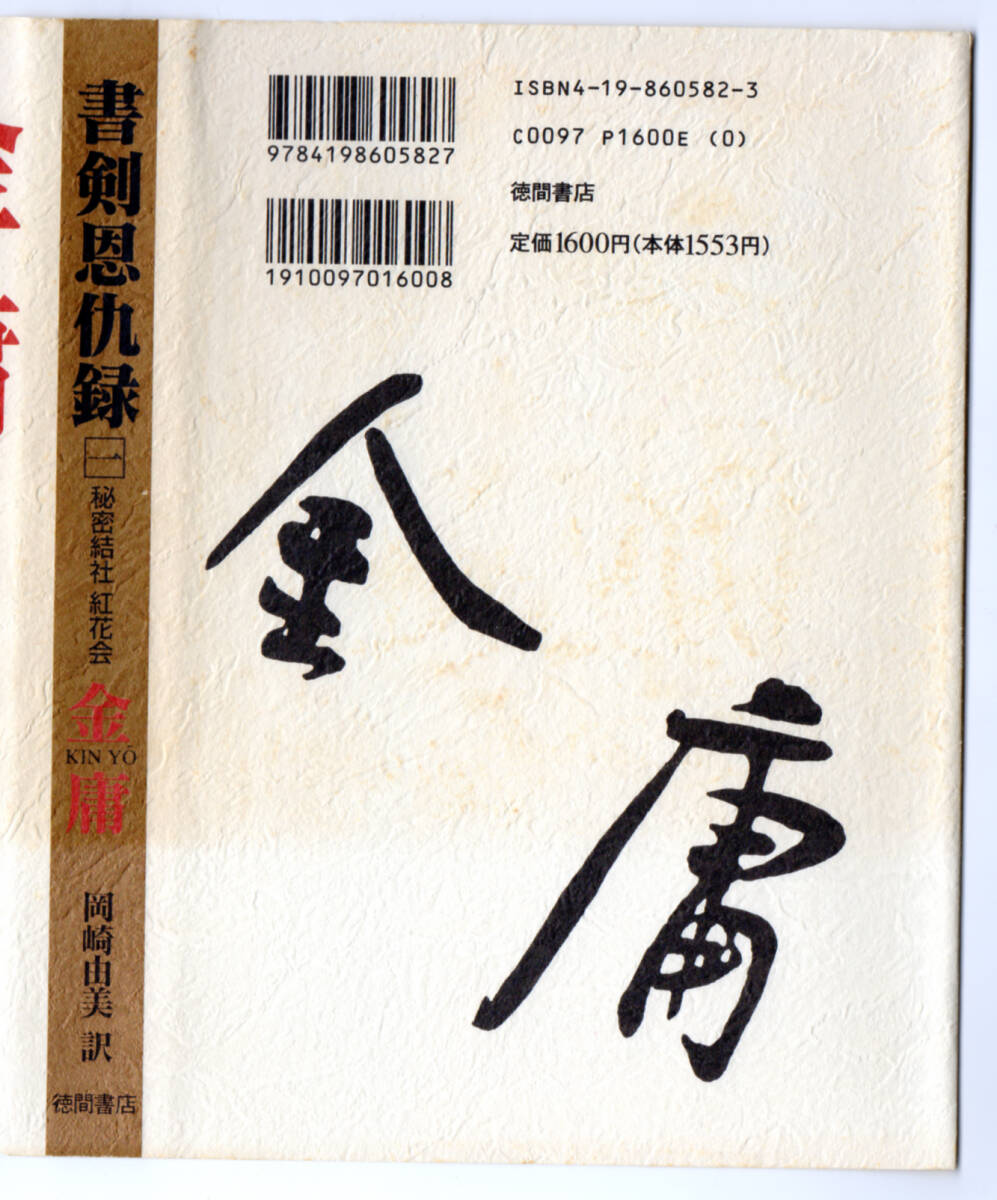 書剣恩仇録 一 秘密結社 紅花会
金
KIN YŌ
庸
岡崎由美 訳
徳間書店
9784198605827
1910097016008
ISBN4-19-860582-3
C0097 P1600E (0)
徳間書店
定価1600円(本体1553円)
金
庸